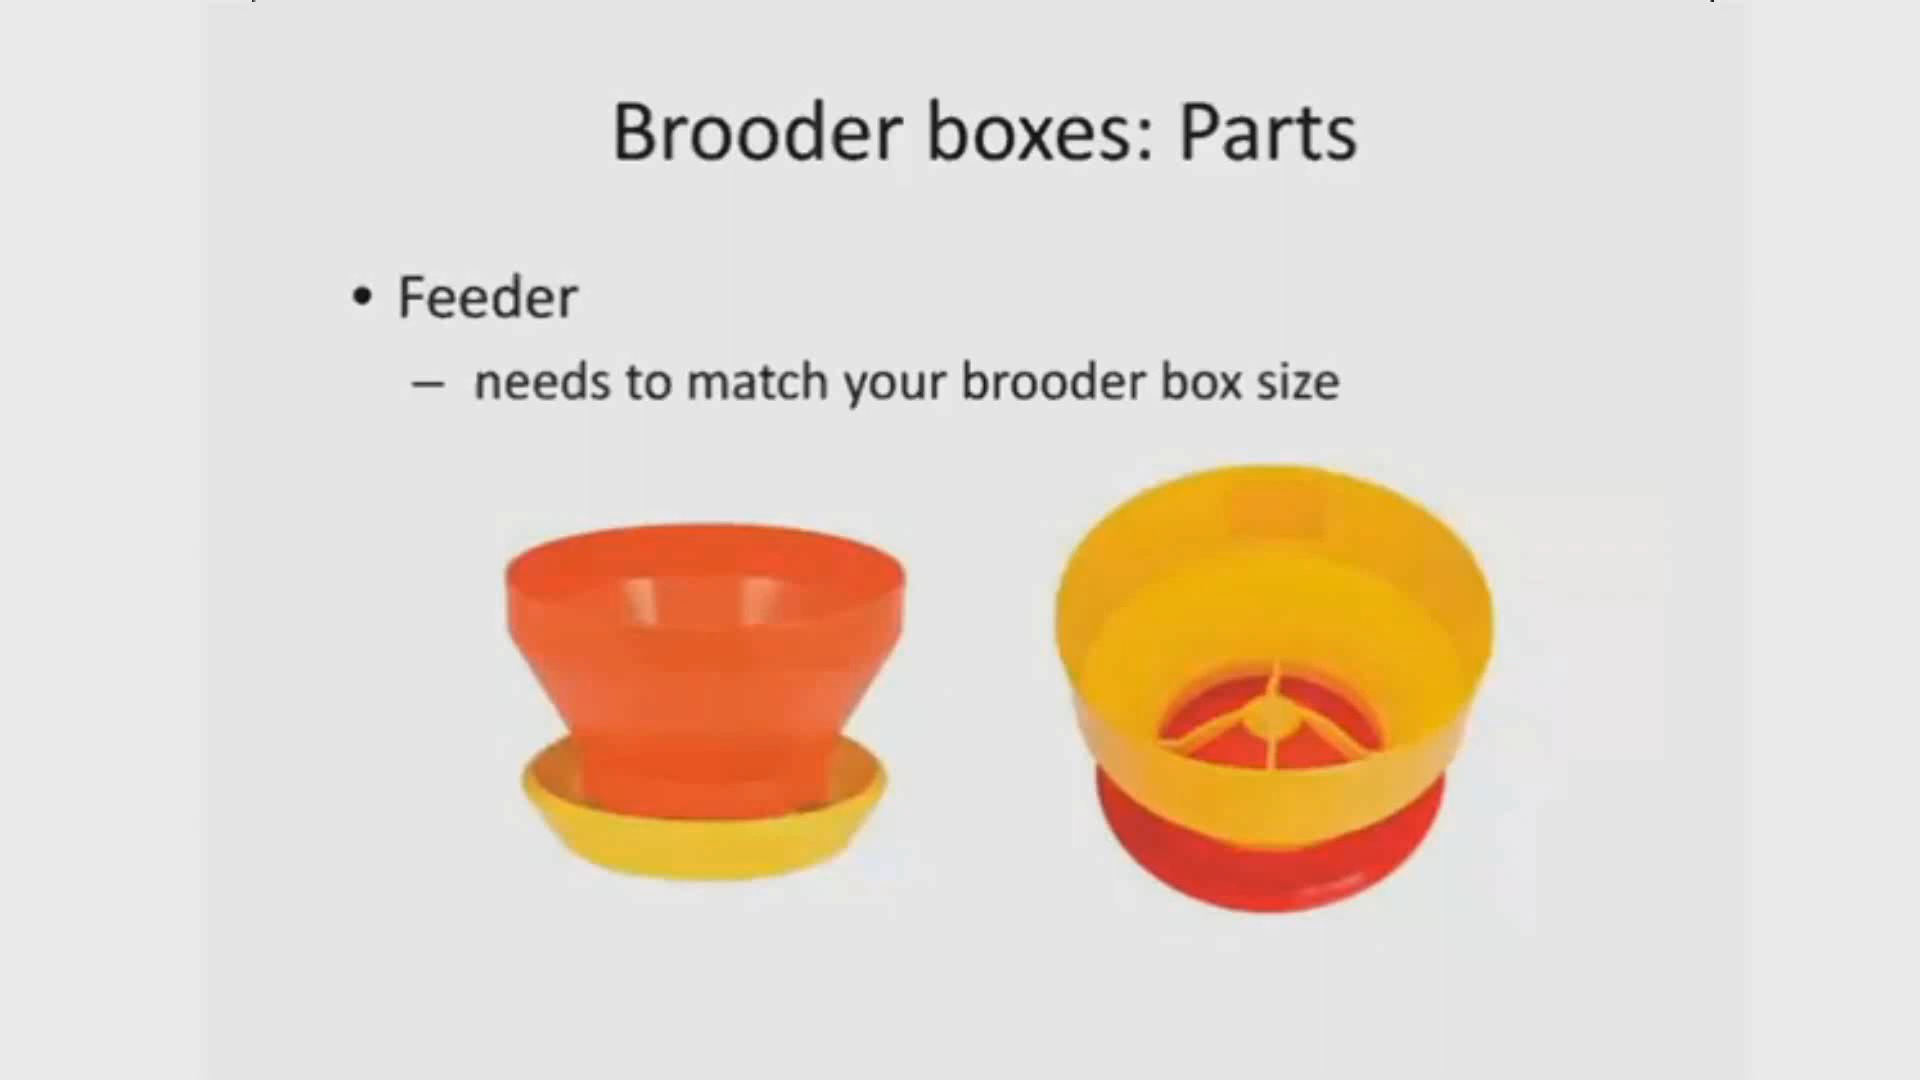 Brooder boxes: Parts
• Feeder
– needs to match your brooder box size